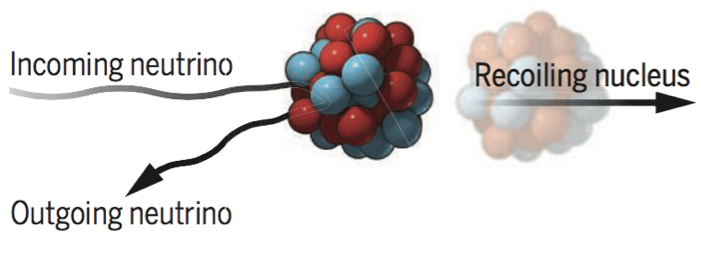 Incoming neutrino
Recoiling nucleus
Outgoing neutrino